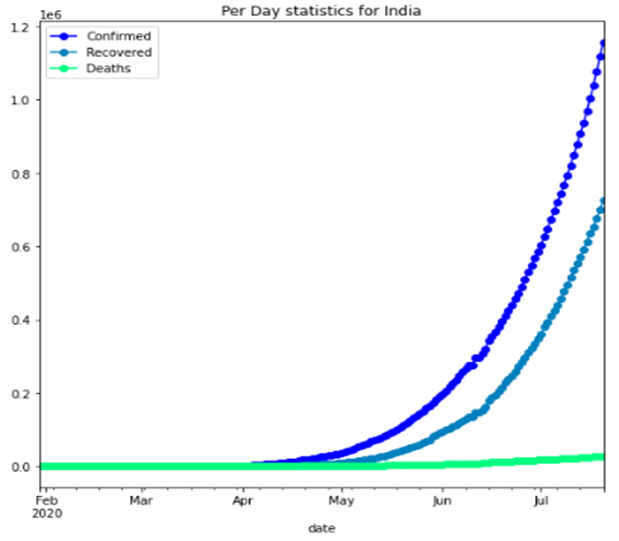 Per Day statistics for India
1e6
1.2
1.0
0.8
0.6
0.4
0.2
0.0
Confirmed
Recovered
Deaths
Feb Mar Apr May Jun Jul
2020
date